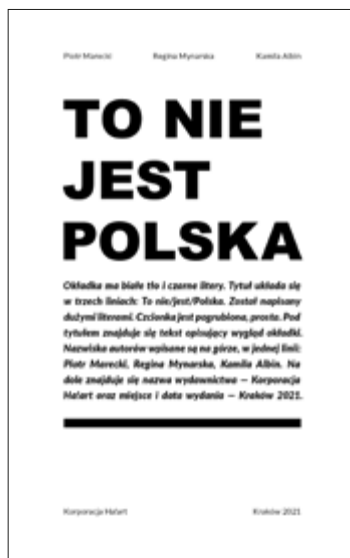 Piotr Marecki Regina Mynarska Kamila Albin
TO NIE
JEST
POLSKA
Okładka ma białe tło i czarne litery. Tytuł układa się
w trzech liniach: To nie/jest/Polska. Został napisany
dużymi literami. Czcionka jest pogrubiona, prosta. Pod
tytułem znajduje się tekst opisujący wygląd okładki.
Nazwiska autorów wpisane są na górze, w jednej linii:
Piotr Marecki, Regina Mynarska, Kamila Albin. Na
dole znajduje się nazwa wydawnictwa — Korporacja
Ha!art oraz miejsce i data wydania — Kraków 2021.
Korporacja Ha!art Kraków 2021